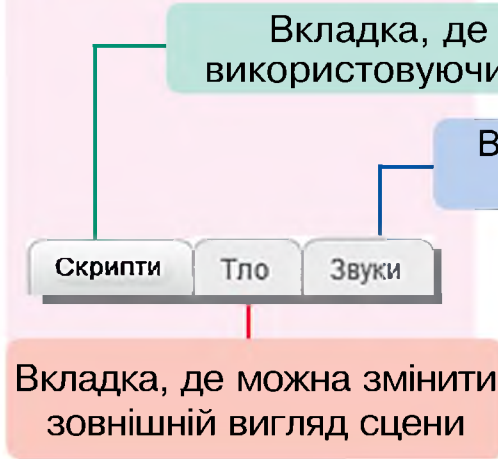 Вкладка, де
використовуючи
В
Скрипти Тло Звуки
Вкладка, де можна змінити
зовнішній вигляд сцени